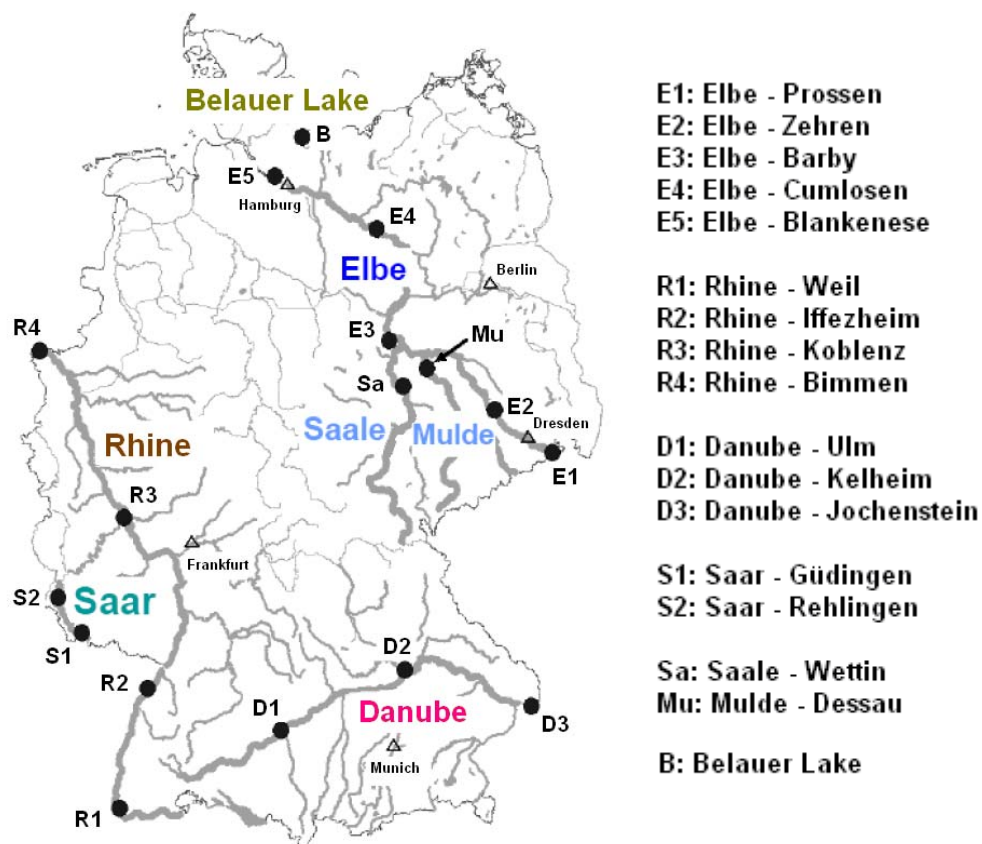 Belauer Lake
B
E5
Hamburg
E4
Elbe
Berlin
R4
E3
Mu
Sa
E2
Saale
Mulde
Dresden
Rhine
E1
R3
Frankfurt
S2
Saar
S1
D2
R2
D1
Danube
D3
Munich
R1
E1: Elbe - Prossen
E2: Elbe - Zehren
E3: Elbe - Barby
E4: Elbe - Cumlosen
E5: Elbe - Blankenese
R1: Rhine - Weil
R2: Rhine - Iffezheim
R3: Rhine - Koblenz
R4: Rhine - Bimmen
D1: Danube - Ulm
D2: Danube - Kelheim
D3: Danube - Jochenstein
S1: Saar - Güdingen
S2: Saar - Rehlingen
Sa: Saale - Wettin
Mu: Mulde - Dessau
B: Belauer Lake